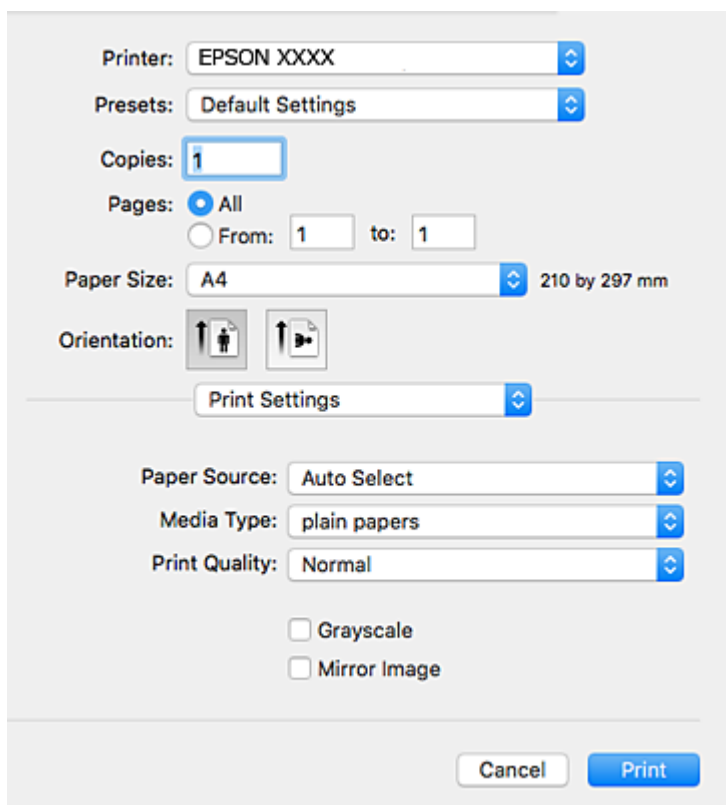 Printer: EPSON XXXX
Presets: Default Settings
Copies: 1
Pages: All
From: 1 to: 1
Paper Size: A4 210 by 297 mm
Orientation:
Print Settings
Paper Source: Auto Select
Media Type: plain papers
Print Quality: Normal
Grayscale
Mirror Image
Cancel Print